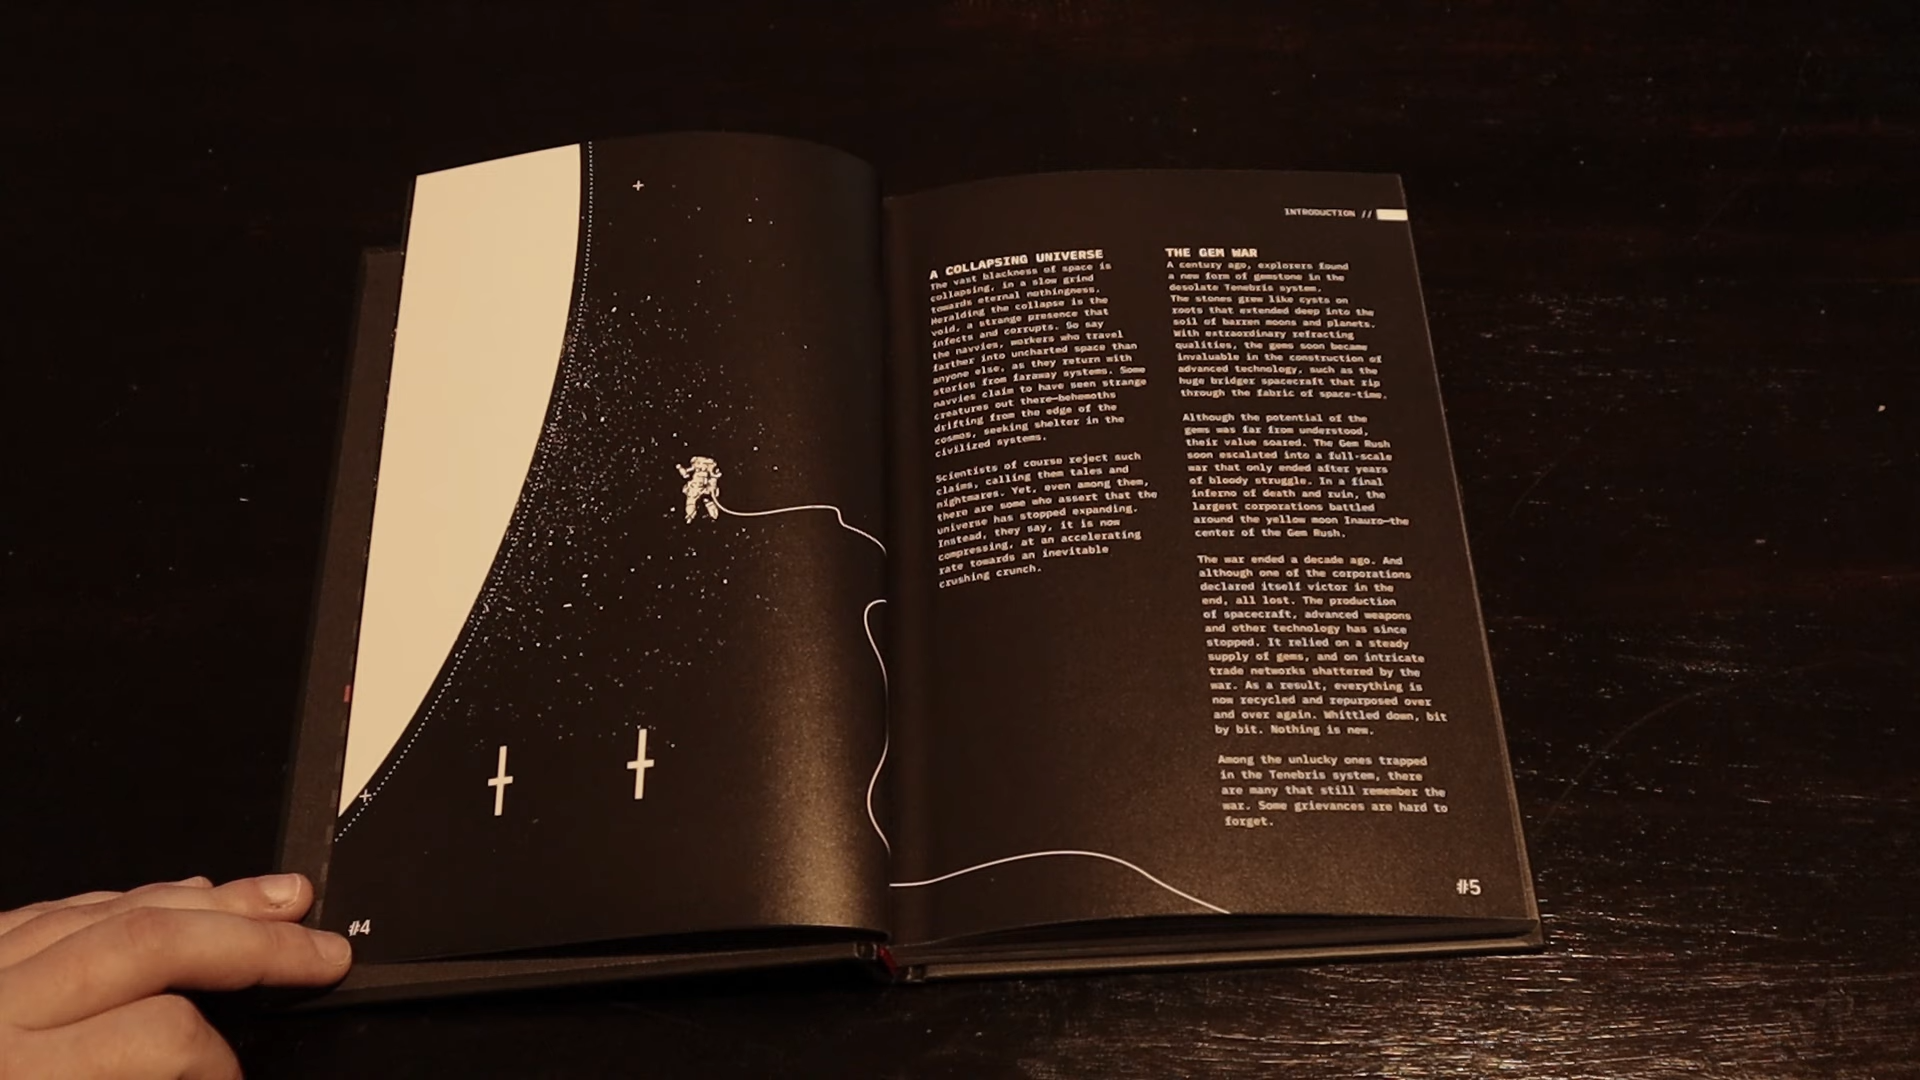 #4
INTRODUCTION //
A COLLAPSING UNIVERSE
The vast blackness of space is
collapsing, in a slow grind
towards eternal nothingness.
Heralding the collapse is the
void, a strange presence that
infects and corrupts. So say
the navvies, workers who travel
farther into uncharted space than
anyone else, as they return with
stories from faraway systems. Some
navvies claim to have seen strange
creatures out there—behemoths
drifting from the edge of the
cosmos, seeking shelter in the
civilized systems.
Scientists of course reject such
claims, calling them tales and
nightmares. Yet, even among them,
there are some who assert that the
universe has stopped expanding.
Instead, they say, it is now
compressing, at an accelerating
rate towards an inevitable
crushing crunch.
THE GEM WAR
A century ago, explorers found
a new form of gemstone in the
desolate Tenebris system.
The stones grew like cysts on
roots that extended deep into the
soil of barren moons and planets.
With extraordinary refracting
qualities, the gems soon became
invaluable in the construction of
advanced technology, such as the
huge bridger spacecraft that rip
through the fabric of space-time.
Although the potential of the
gems was far from understood,
their value soared. The Gem Rush
soon escalated into a full-scale
war that only ended after years
of bloody struggle. In a final
inferno of death and ruin, the
largest corporations battled
around the yellow moon Inauro—the
center of the Gem Rush.
The war ended a decade ago. And
although one of the corporations
declared itself victor in the
end, all lost. The production
of spacecraft, advanced weapons
and other technology has since
stopped. It relied on a steady
supply of gems, and on intricate
trade networks shattered by the
war. As a result, everything is
now recycled and repurposed over
and over again. Whittled down, bit
by bit. Nothing is new.
Among the unlucky ones trapped
in the Tenebris system, there
are many that still remember the
war. Some grievances are hard to
forget.
#5